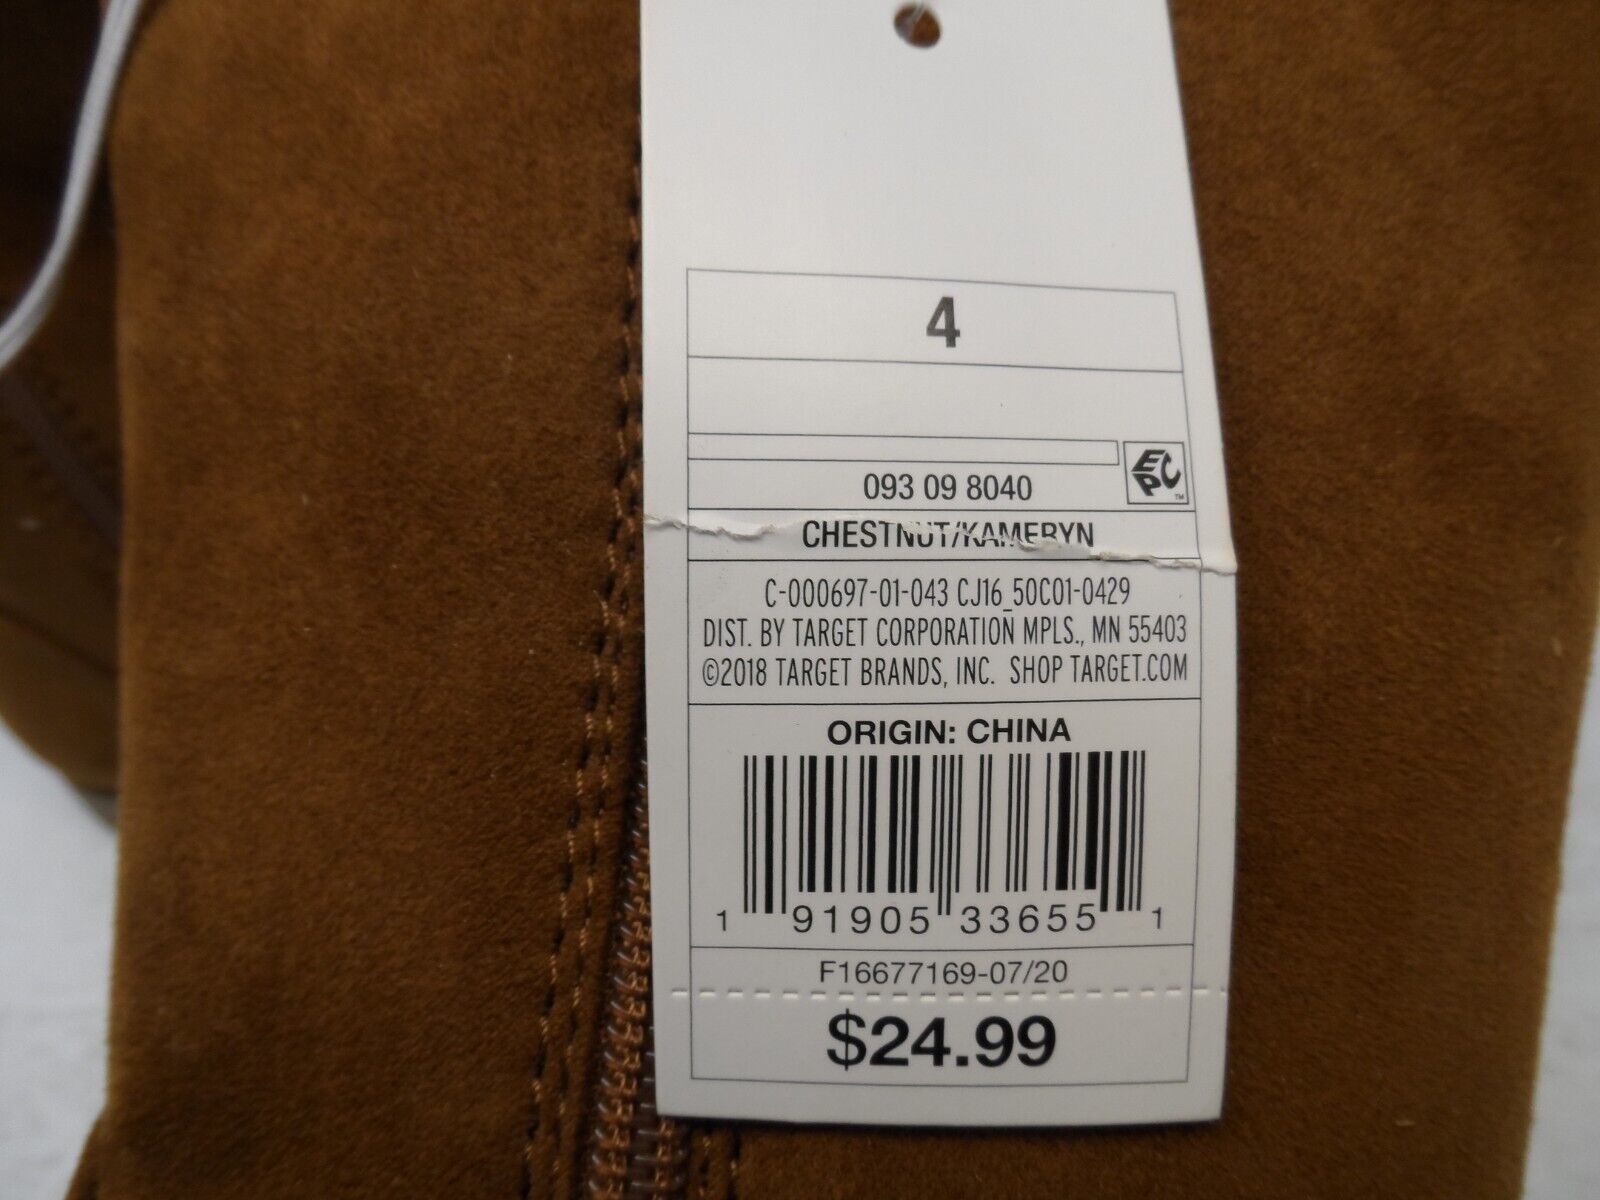 4
EPC™
093 09 8040
CHESTNUT/KAMERYN
C-000697-01-043 CJ16_50C01-0429
DIST. BY TARGET CORPORATION MPLS., MN 55403
©2018 TARGET BRANDS, INC. SHOP TARGET.COM
ORIGIN: CHINA
1 91905 33655 1
F16677169-07/20
$24.99